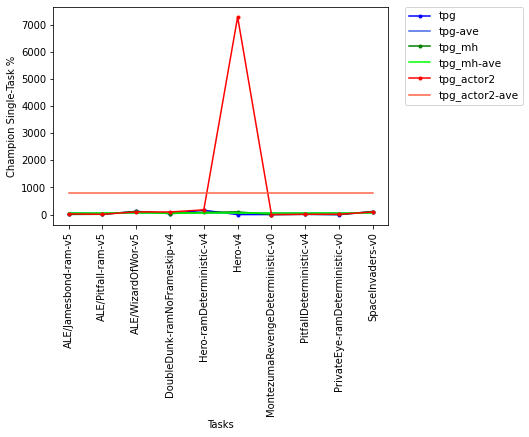 Champion Single-Task %
7000
6000
5000
4000
3000
2000
1000
0
ALE/Jamesbond-ram-v5
ALE/Pitfall-ram-v5
ALE/WizardOfWor-v5
DoubleDunk-ramNoFrameskip-v4
Hero-ramDeterministic-v4
Hero-v4
MontezumaRevengeDeterministic-v0
PitfallDeterministic-v4
PrivateEye-ramDeterministic-v0
SpaceInvaders-v0
Tasks
tpg
tpg-ave
tpg_mh
tpg_mh-ave
tpg_actor2
tpg_actor2-ave